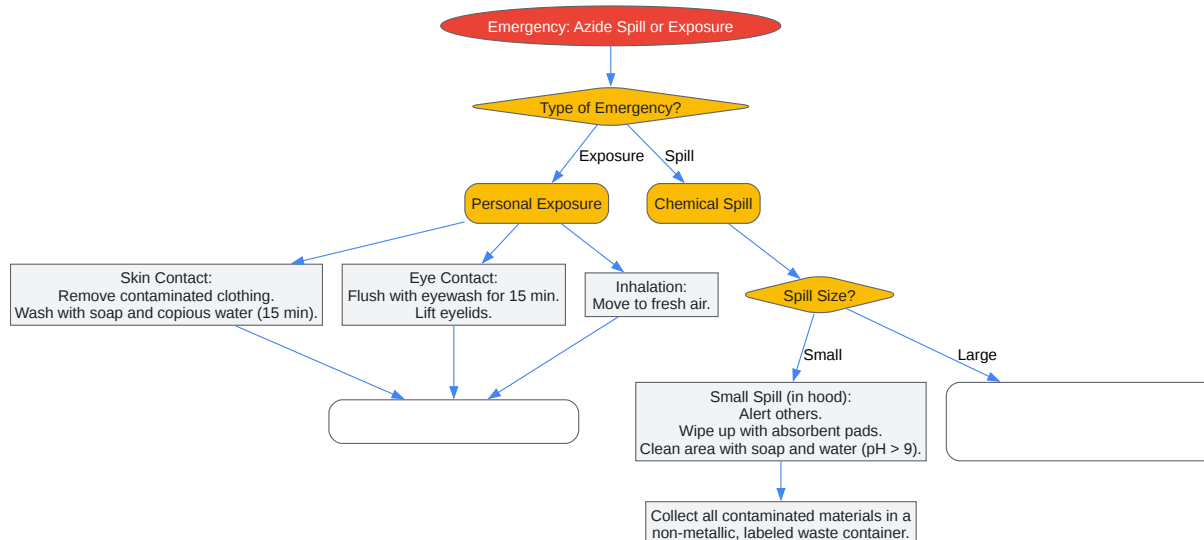 Emergency: Azide Spill or Exposure
Type of Emergency?
Exposure
Spill
Personal Exposure
Chemical Spill
Skin Contact:
Remove contaminated clothing.
Wash with soap and copious water (15 min).
Eye Contact:
Flush with eyewash for 15 min.
Lift eyelids.
Inhalation:
Move to fresh air.
Spill Size?
Small
Large
Small Spill (in hood):
Alert others.
Wipe up with absorbent pads.
Clean area with soap and water (pH > 9).
Collect all contaminated materials in a
non-metallic, labeled waste container.